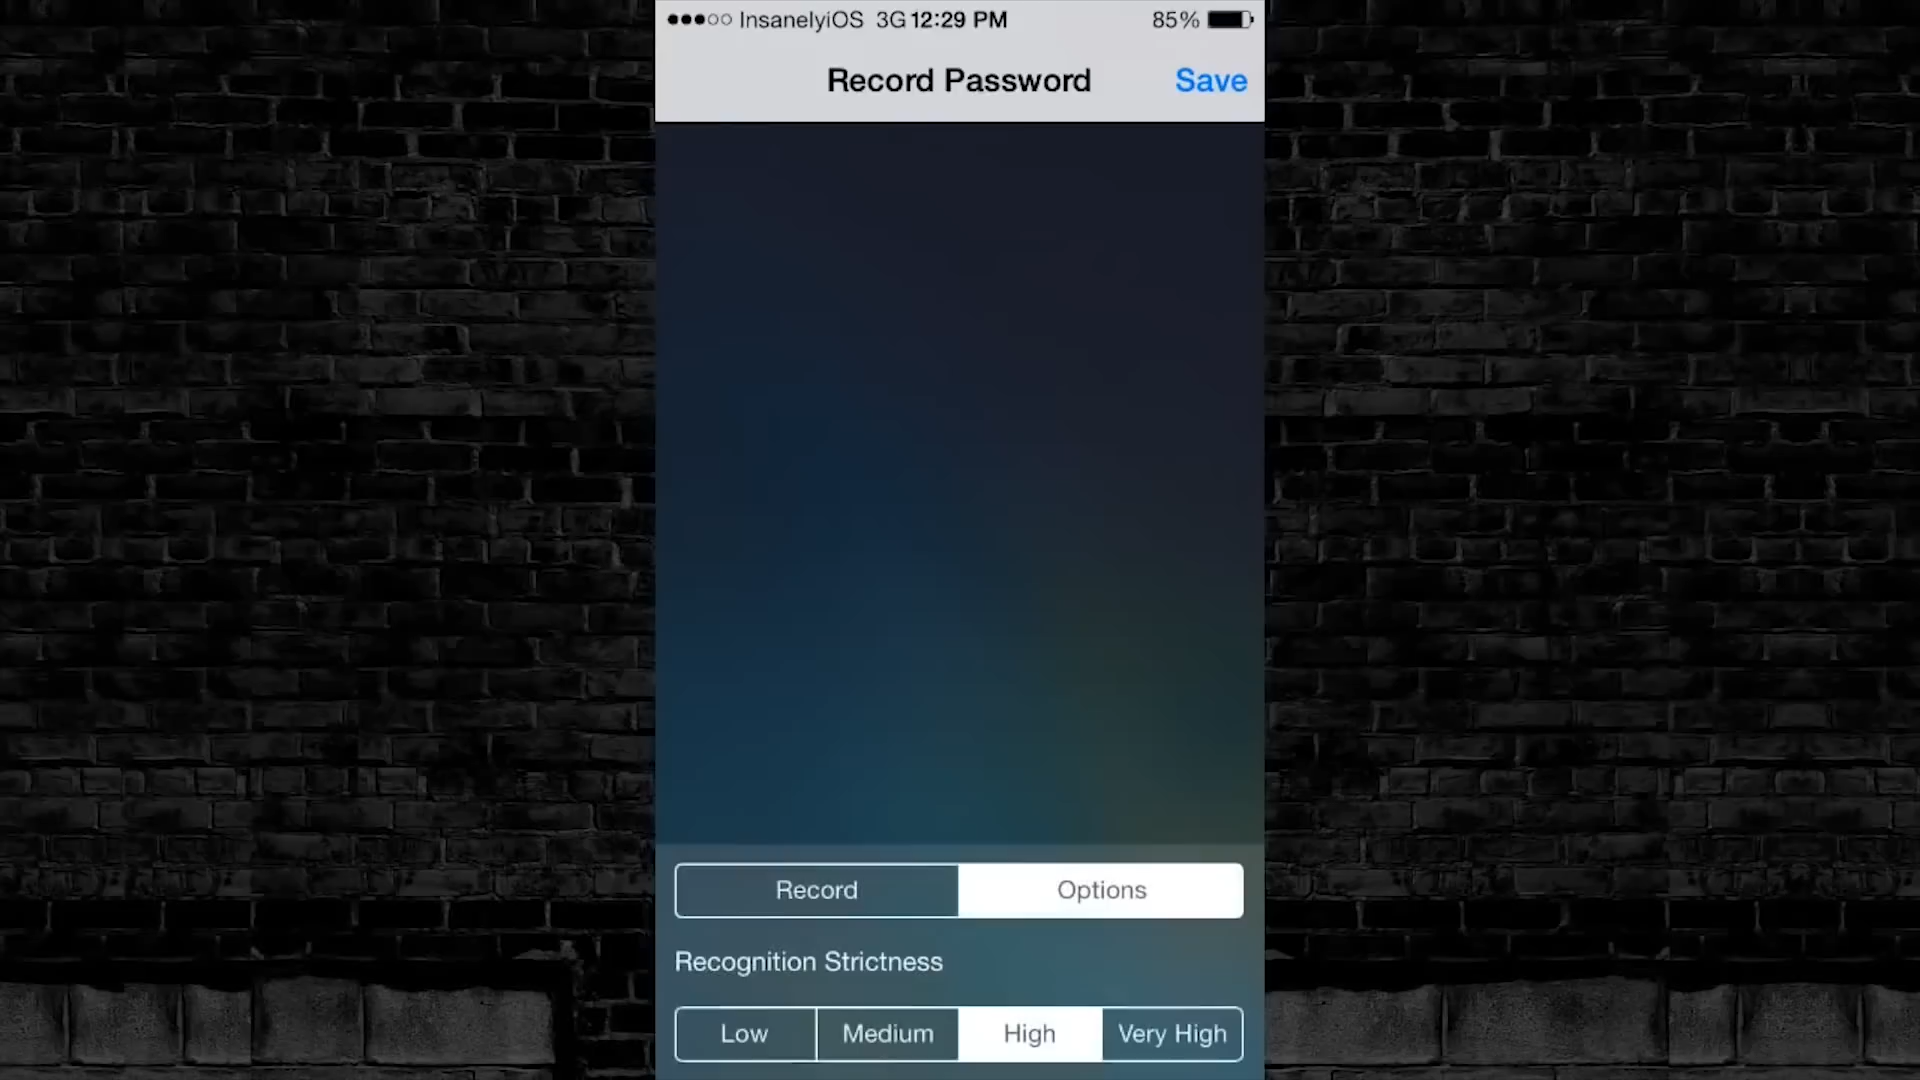 InsanelyiOS 3G 12:29 PM 85%
Record Password Save
Record Options
Recognition Strictness
Low Medium High Very High